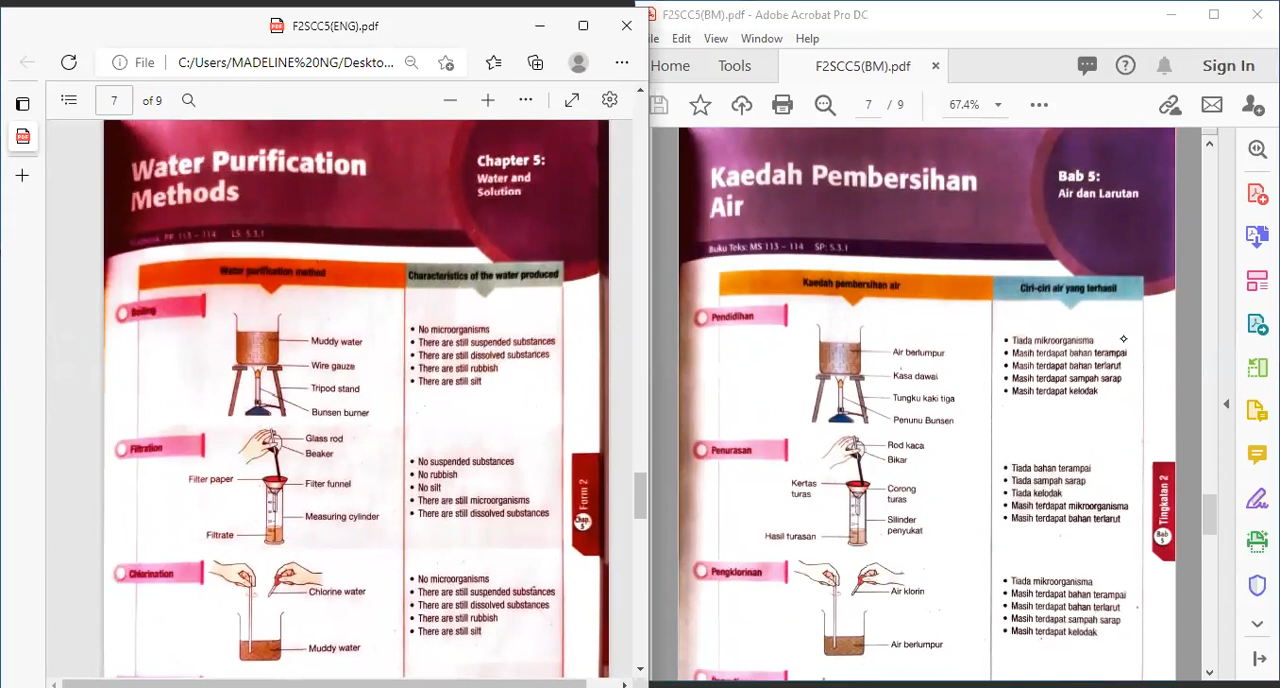 F2SCC5(ENG).pdf
File
C:/Users/MADELINE%20NG/Deskto...
7
of 9
Water Purification
Methods
Chapter 5:
Water and
Solution
PP 113 – 114 LS: 5.3.1
Water purification method
Characteristics of the water produced
Boiling
Muddy water
Wire gauze
Tripod stand
Bunsen burner
• No microorganisms
• There are still suspended substances
• There are still dissolved substances
• There are still rubbish
• There are still silt
Filtration
Glass rod
Beaker
Filter paper
Filter funnel
Measuring cylinder
Filtrate
• No suspended substances
• No rubbish
• No silt
• There are still microorganisms
• There are still dissolved substances
Form 2
Chap.
5
Chlorination
Chlorine water
Muddy water
• No microorganisms
• There are still suspended substances
• There are still dissolved substances
• There are still rubbish
• There are still silt
F2SCC5(BM).pdf - Adobe Acrobat Pro DC
ile Edit View Window Help
Home Tools F2SCC5(BM).pdf Sign In
7 / 9 67.4%
Kaedah Pembersihan
Air
Bab 5:
Air dan Larutan
Buku Teks: MS 113 – 114 SP: 5.3.1
Kaedah pembersihan air
Ciri-ciri air yang terhasil
Pendidihan
Air berlumpur
Kasa dawai
Tungku kaki tiga
Penunu Bunsen
• Tiada mikroorganisma
• Masih terdapat bahan terampai
• Masih terdapat bahan terlarut
• Masih terdapat sampah sarap
• Masih terdapat kelodak
Penurasan
Rod kaca
Bikar
Kertas
turas
Corong
turas
Silinder
penyukat
Hasil turasan
• Tiada bahan terampai
• Tiada sampah sarap
• Tiada kelodak
• Masih terdapat mikroorganisma
• Masih terdapat bahan terlarut
Tingkatan 2
Bab
5
Pengklorinan
Air klorin
Air berlumpur
• Tiada mikroorganisma
• Masih terdapat bahan terampai
• Masih terdapat bahan terlarut
• Masih terdapat sampah sarap
• Masih terdapat kelodak